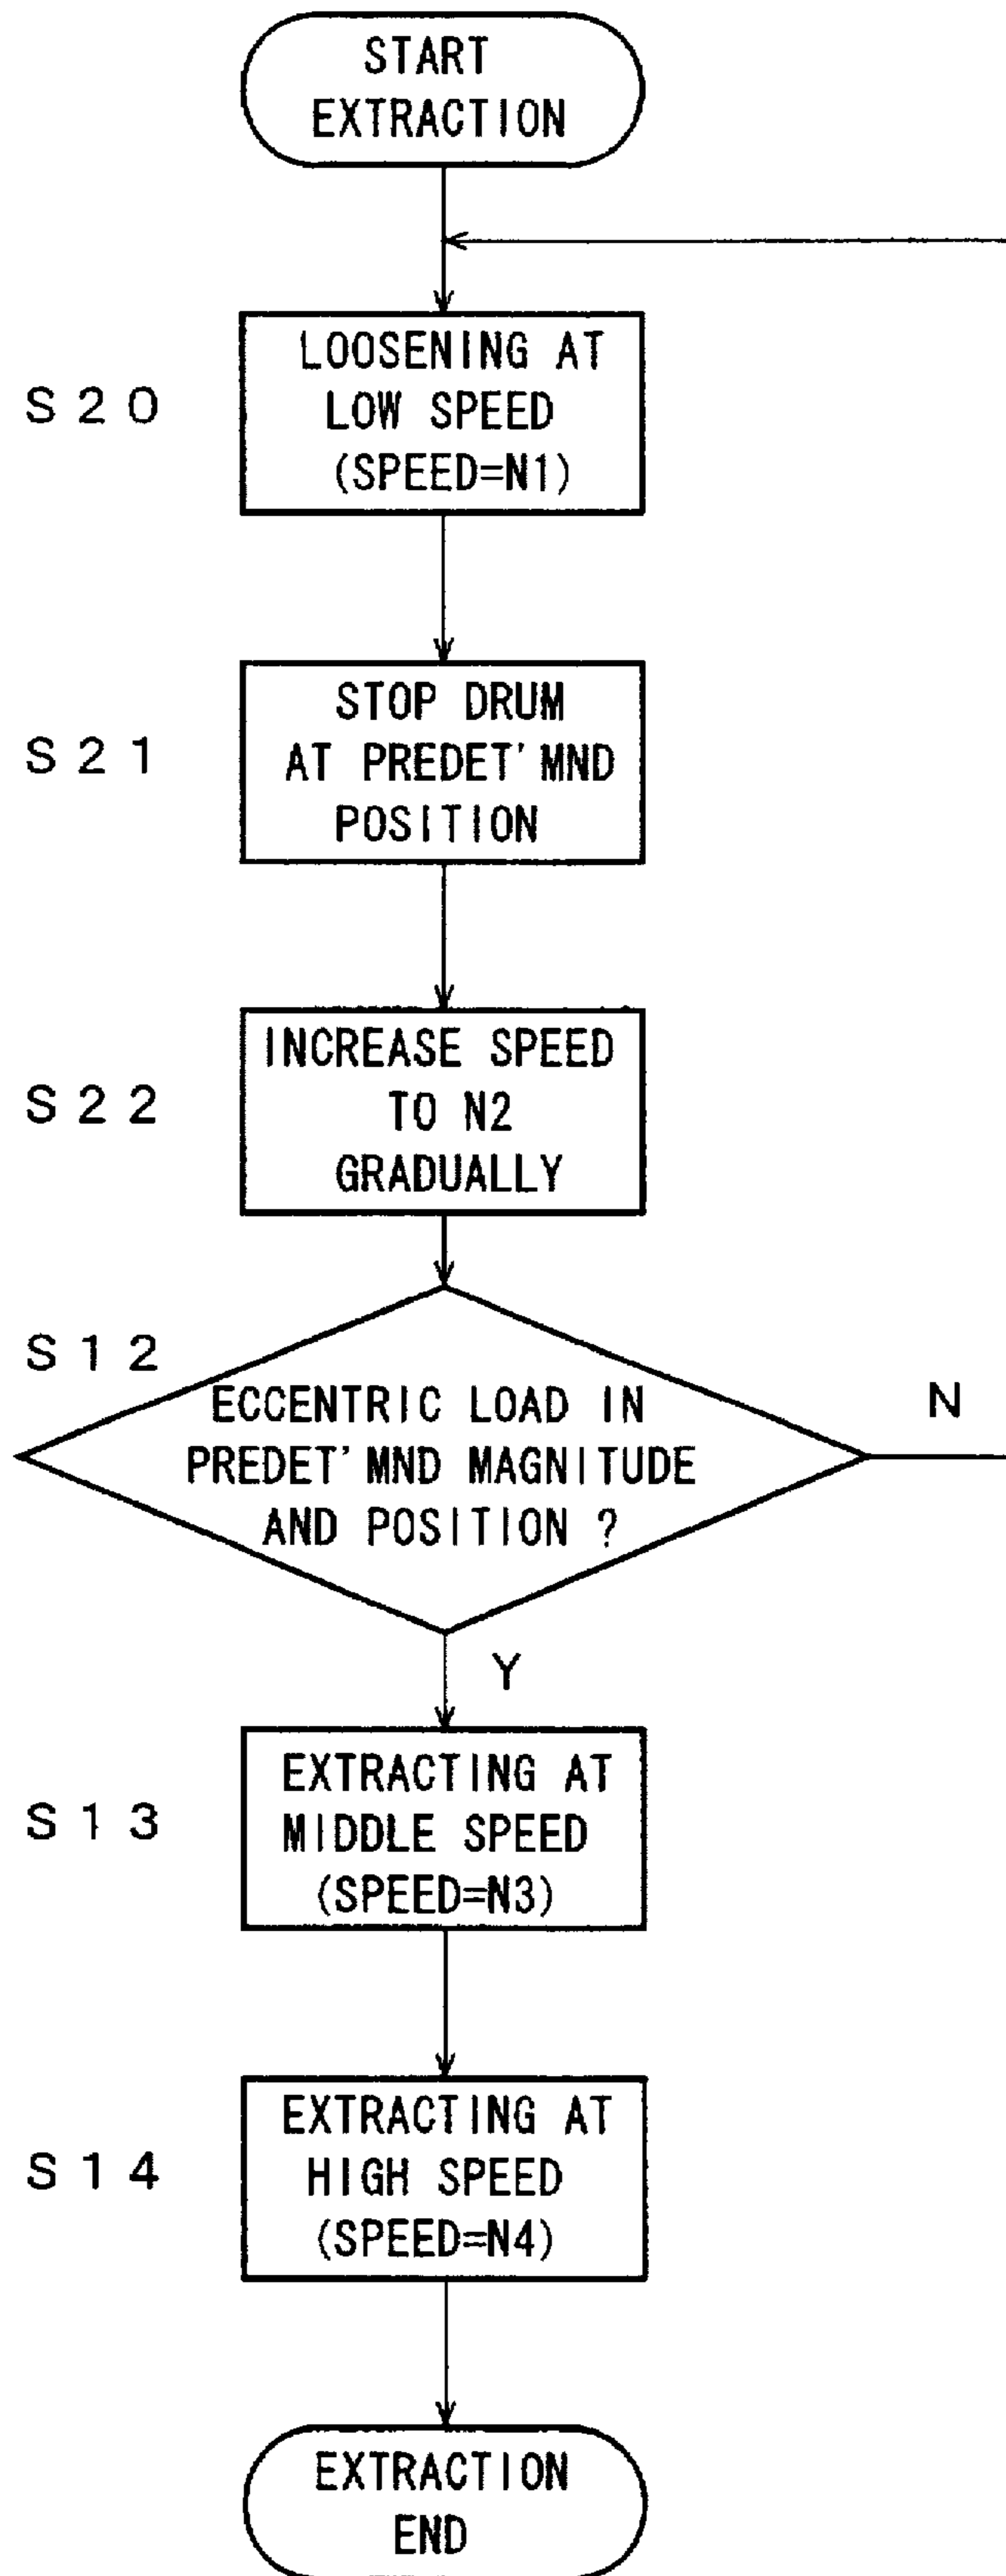 START
EXTRACTION
S20
LOOSENING AT
LOW SPEED
(SPEED=N1)
S21
STOP DRUM
AT PREDET'MND
POSITION
S22
INCREASE SPEED
TO N2
GRADUALLY
S12
ECCENTRIC LOAD IN
PREDET'MND MAGNITUDE
AND POSITION ?
N
Y
S13
EXTRACTING AT
MIDDLE SPEED
(SPEED=N3)
S14
EXTRACTING AT
HIGH SPEED
(SPEED=N4)
EXTRACTION
END